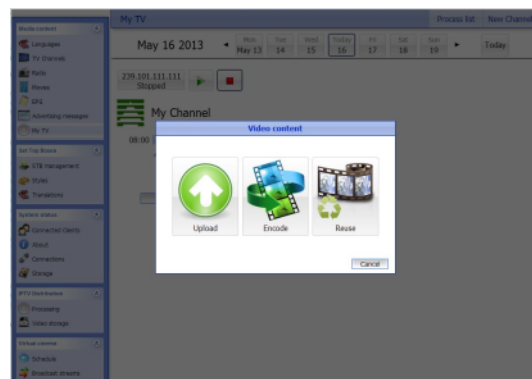 My TV
Process list New Channel
Media content
Languages
TV Channels
Radio
Movies
EPG
Advertising messages
My TV
Set Top Boxes
STB management
Styles
Translations
System status
Connected Clients
About
Connections
Storage
IPTV Distribution
Processing
Video storage
Virtual cinema
Schedule
Broadcast streams
May 16 2013
Mon Tue Wed Today Fri Sat Sun
May 13 14 15 16 17 18 19
Today
239.101.111.111
Stopped
My Channel
08:00
Video content
Upload Encode Reuse
Cancel